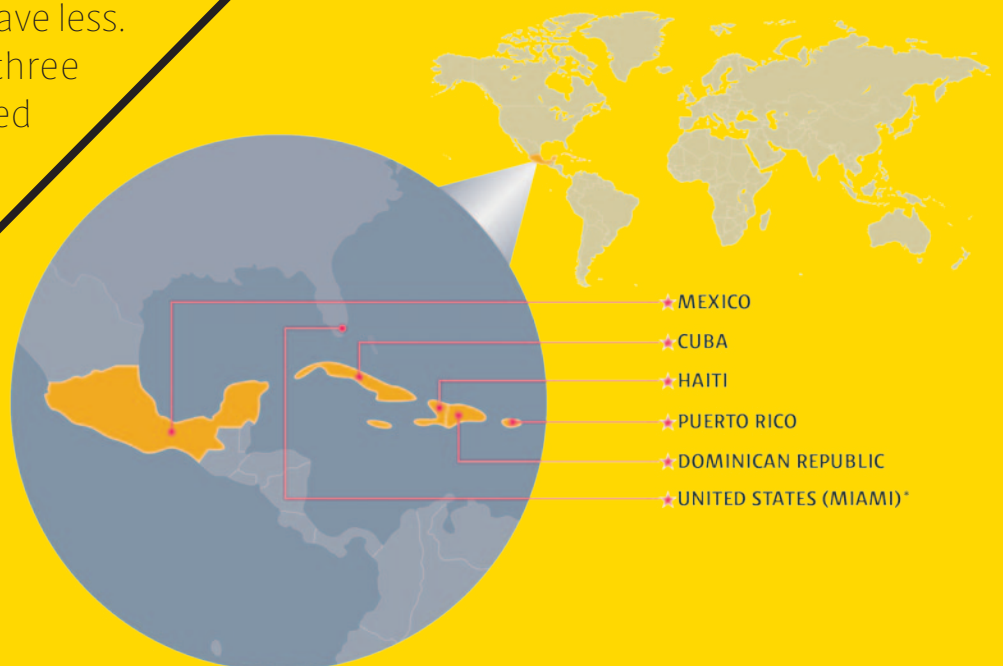 ave less.
three
ed
MEXICO
CUBA
HAITI
PUERTO RICO
DOMINICAN REPUBLIC
UNITED STATES (MIAMI)*